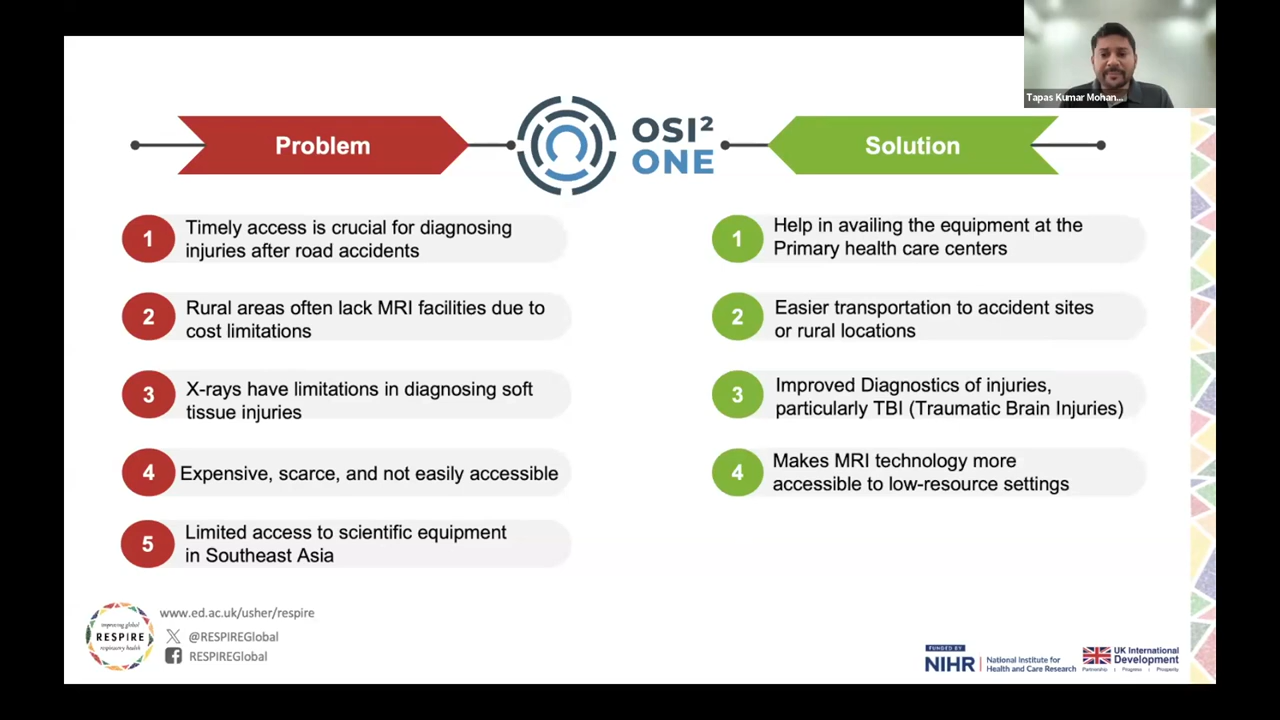 Tapas Kumar Mohan...
Problem
OSI²
ONE
Solution
1
Timely access is crucial for diagnosing
injuries after road accidents
2
Rural areas often lack MRI facilities due to
cost limitations
3
X-rays have limitations in diagnosing soft
tissue injuries
4
Expensive, scarce, and not easily accessible
5
Limited access to scientific equipment
in Southeast Asia
1
Help in availing the equipment at the
Primary health care centers
2
Easier transportation to accident sites
or rural locations
3
Improved Diagnostics of injuries,
particularly TBI (Traumatic Brain Injuries)
4
Makes MRI technology more
accessible to low-resource settings
improving global
RESPIRE
respiratory health
www.ed.ac.uk/usher/respire
@RESPIREGlobal
RESPIREGlobal
FUNDED BY
NIHR
National Institute for
Health and Care Research
UK International
Development
Partnership | Progress | Prosperity